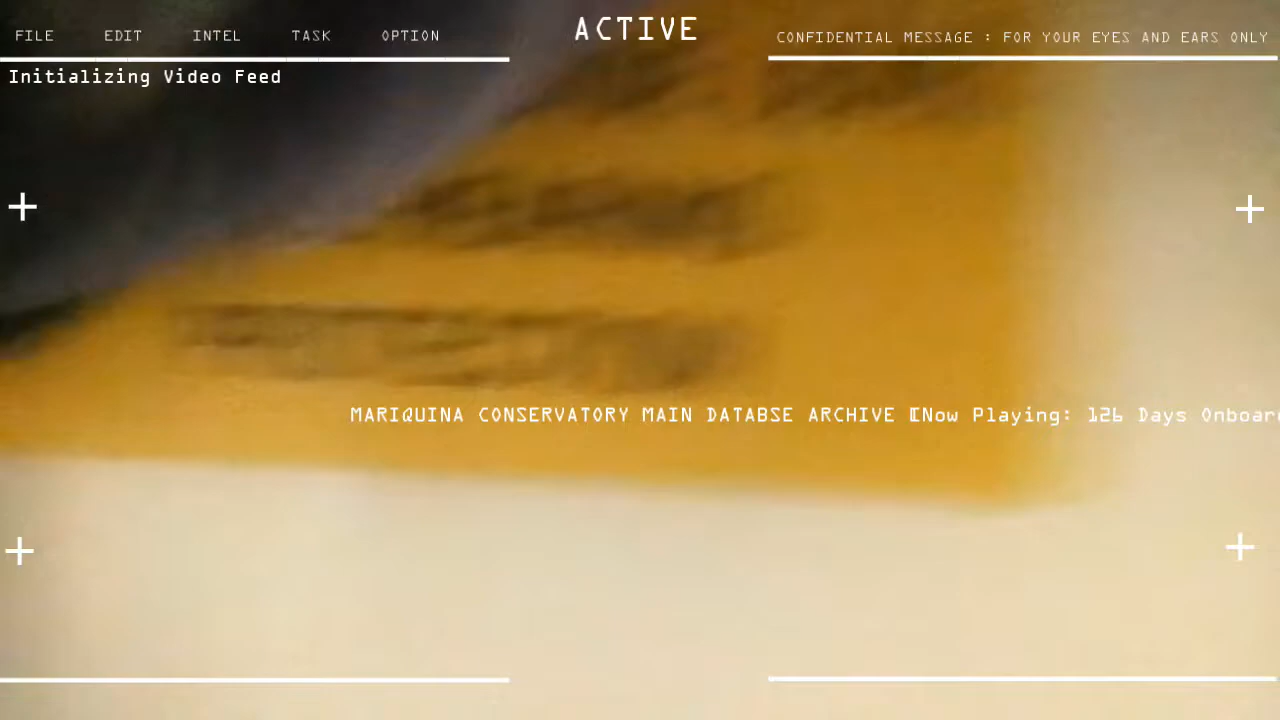 FILE EDIT INTEL TASK OPTION
ACTIVE
CONFIDENTIAL MESSAGE : FOR YOUR EYES AND EARS ONLY
Initializing Video Feed
MARIQUINA CONSERVATORY MAIN DATABSE ARCHIVE Now Playing: 126 Days Onboard